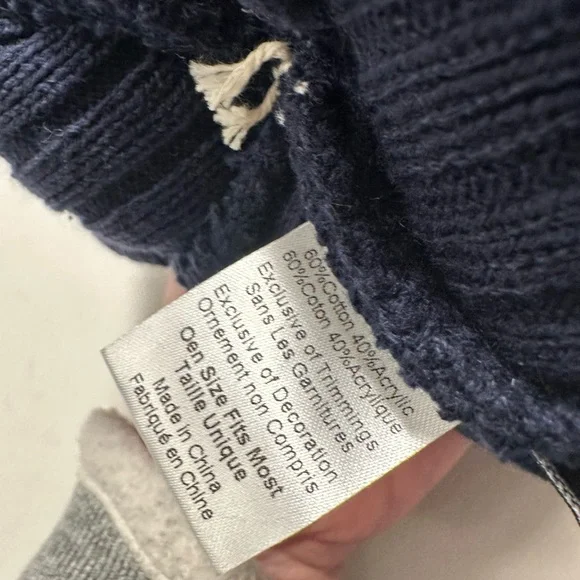 60%Cotton 40%Acrylic
60%Coton 40%Acrylique
Exclusive of Trimmings
Sans Les Garnitures
Exclusive of Decoration
Ornement non Compris
Oen Size Fits Most
Taille Unique
Made in China
Fabriqué en Chine